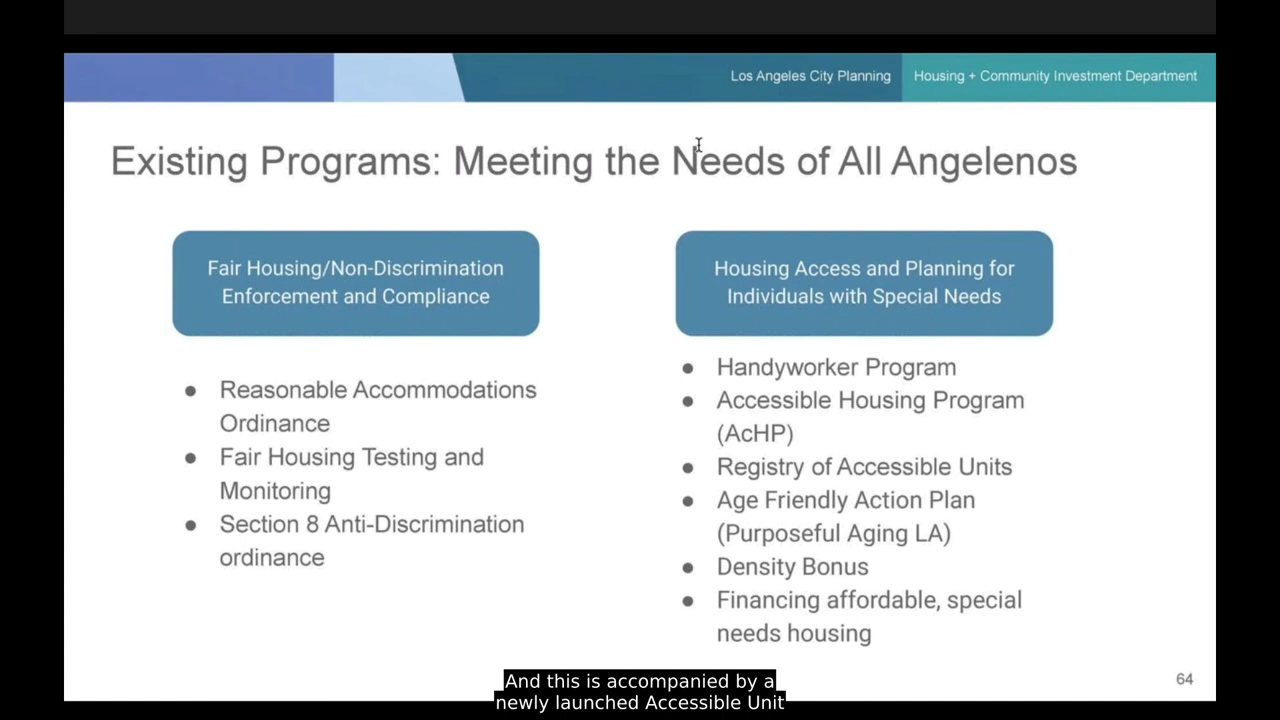 Los Angeles City Planning
Housing + Community Investment Department
Existing Programs: Meeting the Needs of All Angelenos
Fair Housing/Non-Discrimination
Enforcement and Compliance
● Reasonable Accommodations
Ordinance
● Fair Housing Testing and
Monitoring
● Section 8 Anti-Discrimination
ordinance
Housing Access and Planning for
Individuals with Special Needs
● Handyworker Program
● Accessible Housing Program
(AcHP)
● Registry of Accessible Units
● Age Friendly Action Plan
(Purposeful Aging LA)
● Density Bonus
● Financing affordable, special
needs housing
64
And this is accompanied by a
newly launched Accessible Unit